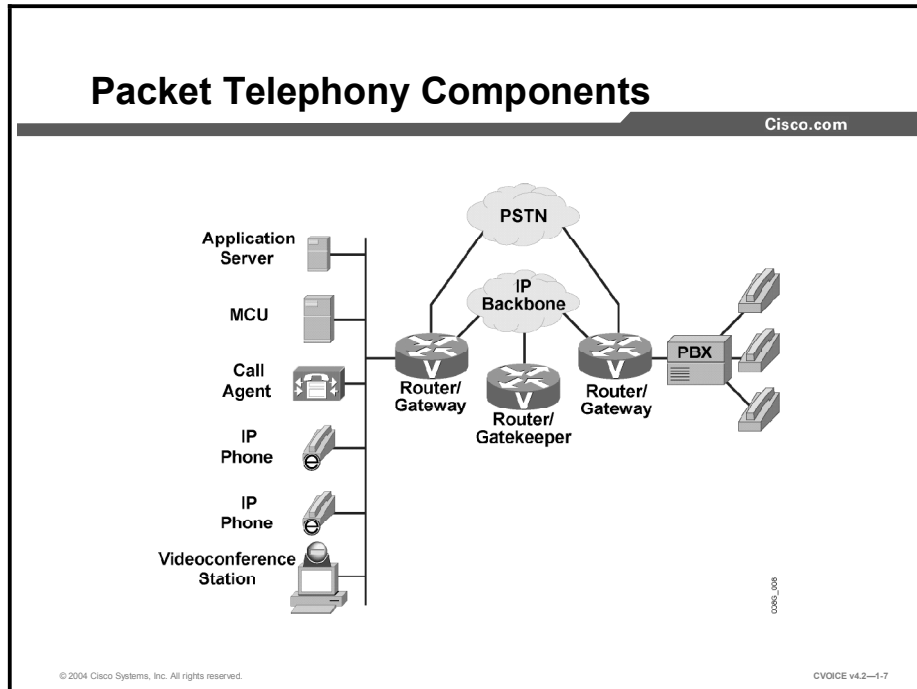 Packet Telephony Components
Cisco.com
PSTN
Application
Server
IP
Backbone
MCU
PBX
V
Router/
Gateway
V
Router/
Gatekeeper
V
Router/
Gateway
Call
Agent
IP
Phone
IP
Phone
Videoconference
Station
© 2004 Cisco Systems, Inc. All rights reserved.
CVOICE v4.2—1-7